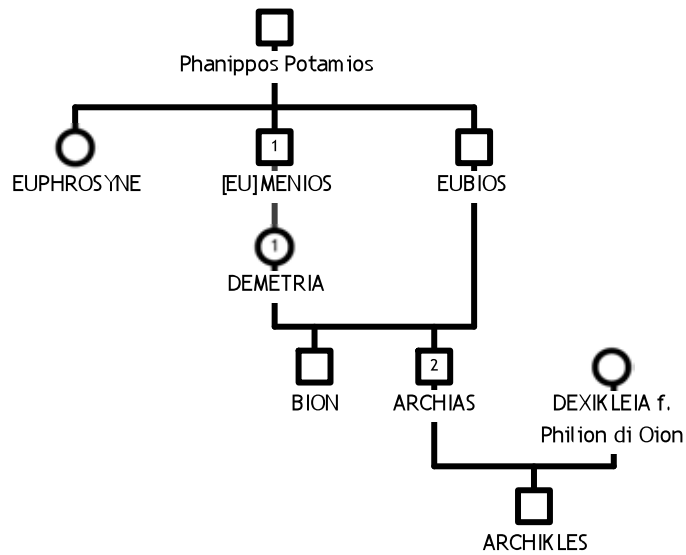 Phanippos Potamios
EUPHROSYNE
1
[EU]MENIOS
EUBIOS
1
DEMETRIA
BION
2
ARCHIAS
DEXIKLEIA f.
Philion di Oion
ARCHIKLES